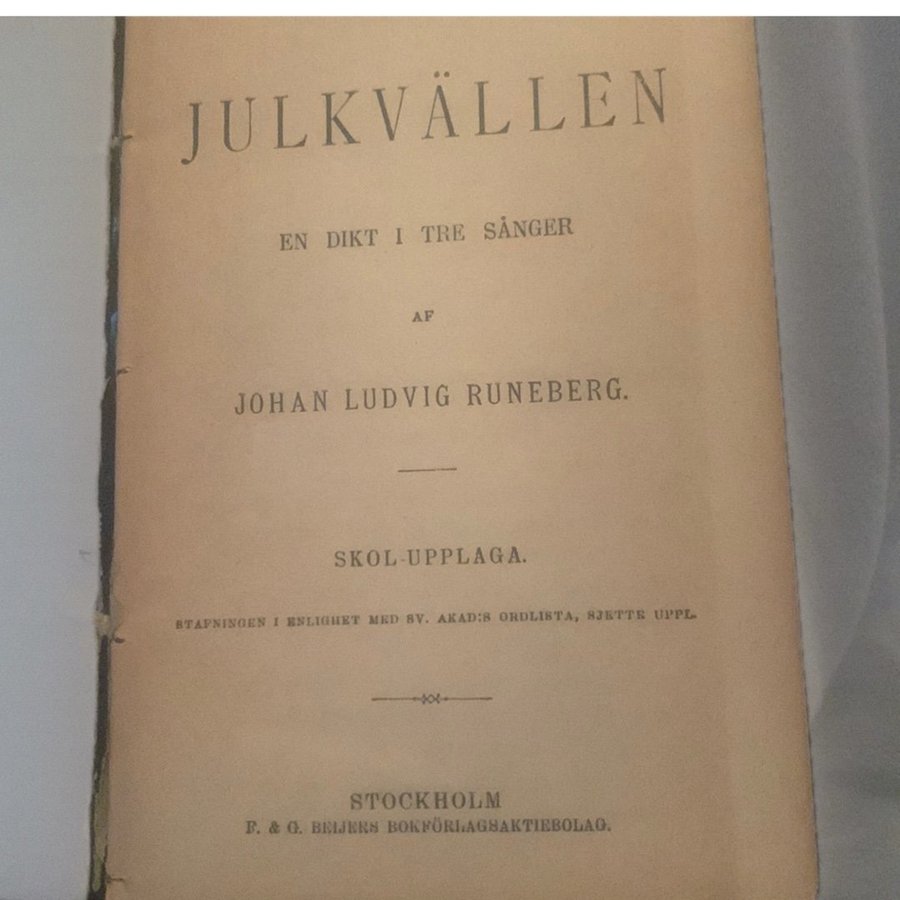 JULKVÄLLEN
EN DIKT I TRE SÅNGER
AF
JOHAN LUDVIG RUNEBERG.
SKOL-UPPLAGA.
STAFNINGEN I ENLIGHET MED SV. AKAD:S ORDLISTA, SJETTE UPPL.
STOCKHOLM
F. & G. BEIJERS BOKFÖRLAGSAKTIEBOLAG.